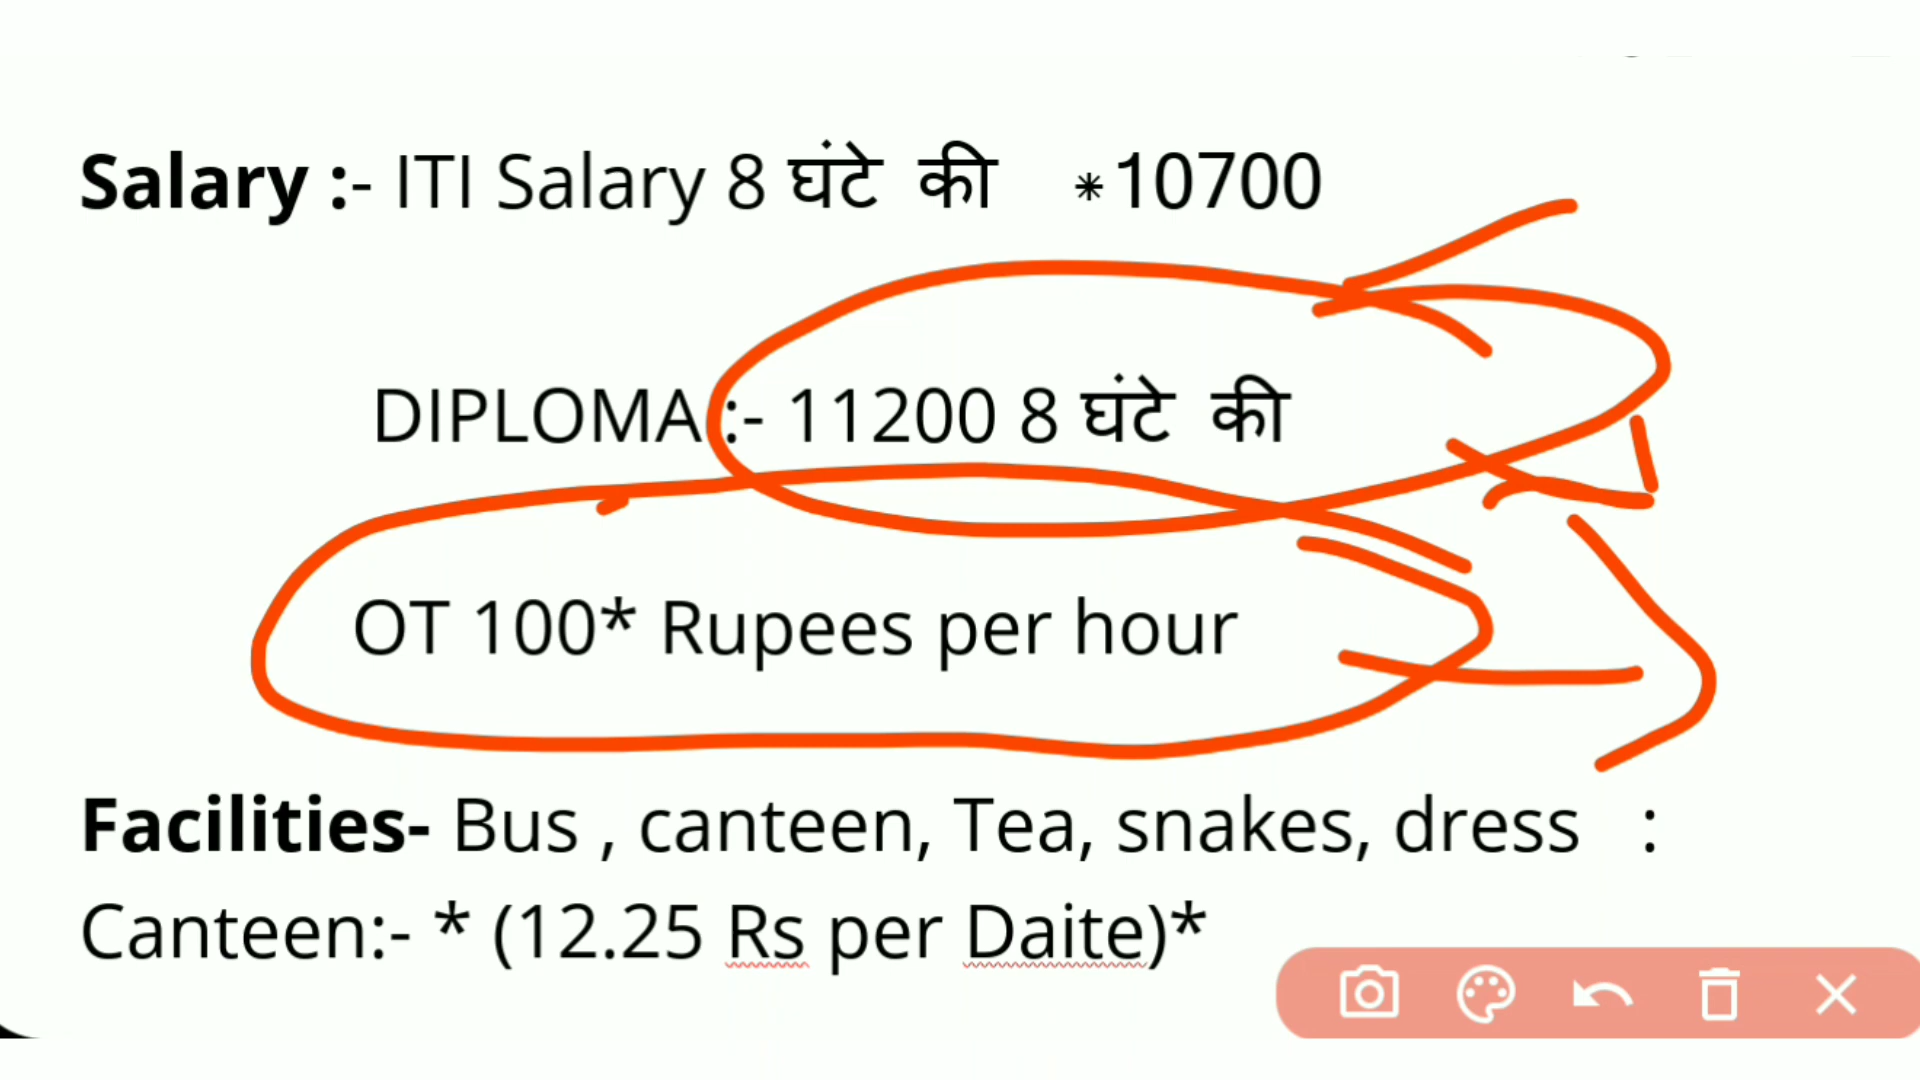 Salary :- ITI Salary 8 घंटे की *10700
DIPLOMA :- 11200 8 घंटे की
OT 100* Rupees per hour
Facilities- Bus , canteen, Tea, snakes, dress :
Canteen:- * (12.25 Rs per Daite)*